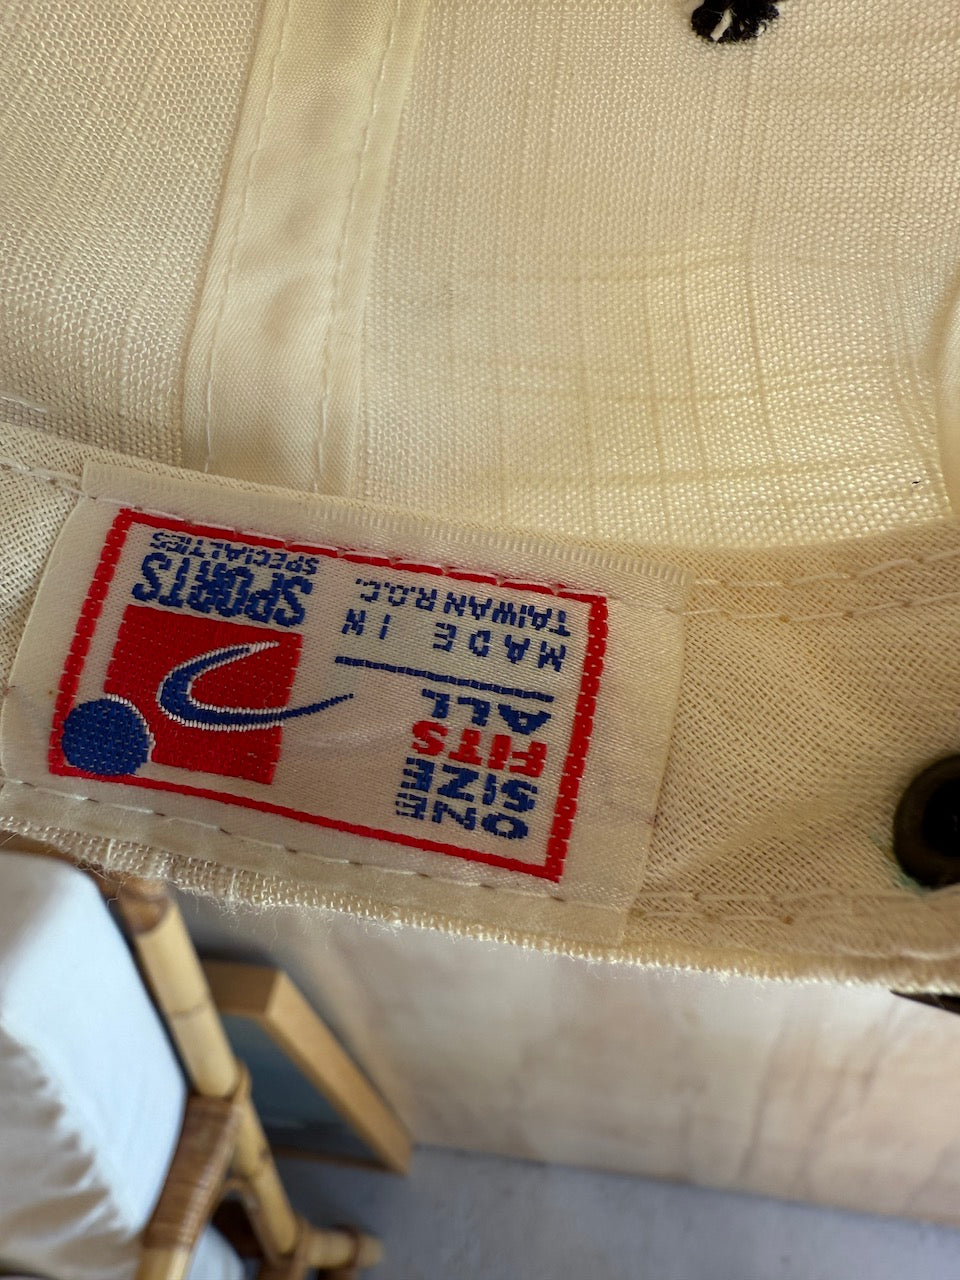 ONE
SIZE
FITS
ALL
MADE IN
TAIWAN R.O.C.
SPORTS
SPECIALTIES